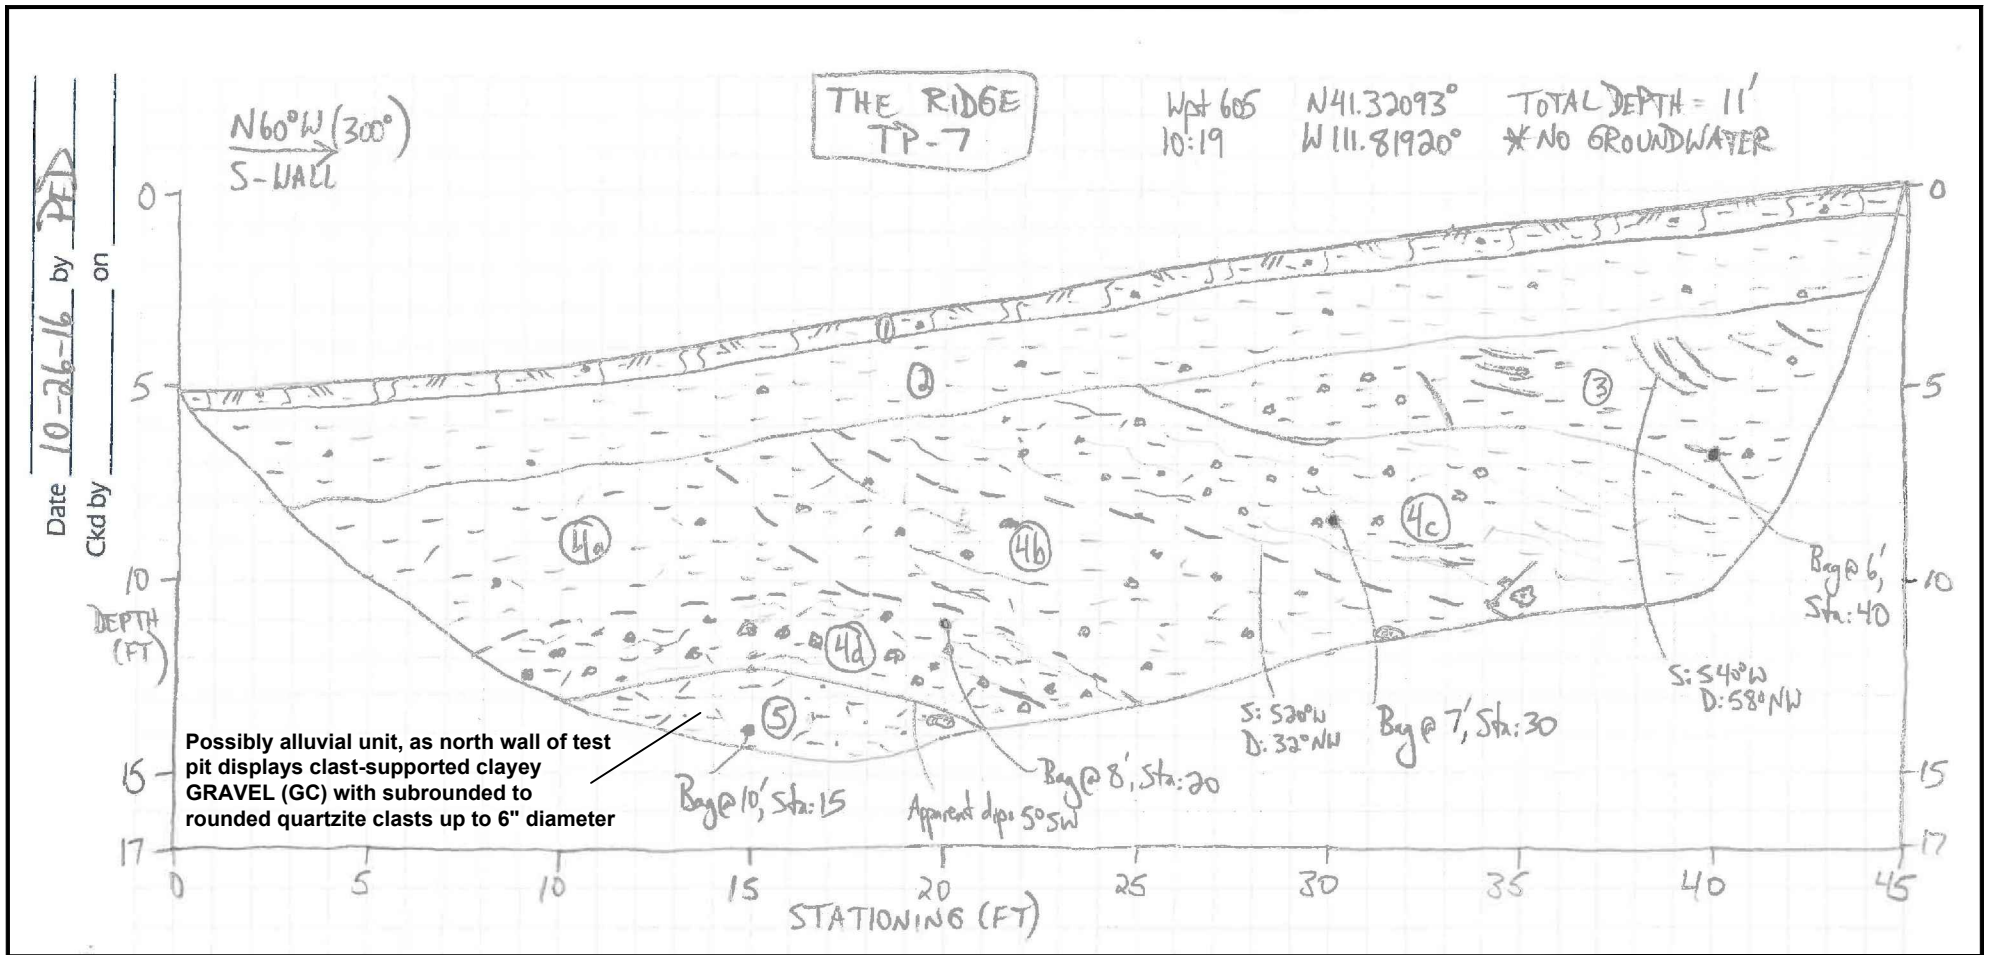 Date 10-26-16 by PED
Ckd by on
N60°W (300°)
S-WALL
THE RIDGE
TP-7
Wpt 605 N41.32093° TOTAL DEPTH = 11'
10:19 W111.81920° * NO GROUNDWATER
0
0
1
2
3
5
5
4a
4b
4c
4d
5
10
10
DEPTH
(FT)
Bag @ 6',
Sta: 40
S: S40°W
D: 58°NW
S: S20°W
D: 32°NW
Bag @ 7', Sta: 30
Bag @ 8', Sta: 20
Apparent dip: 5°SW
Bag @ 10', Sta: 15
Possibly alluvial unit, as north wall of test
pit displays clast-supported clayey
GRAVEL (GC) with subrounded to
rounded quartzite clasts up to 6" diameter
15
15
17
17
0 5 10 15 20 25 30 35 40 45
STATIONING (FT)